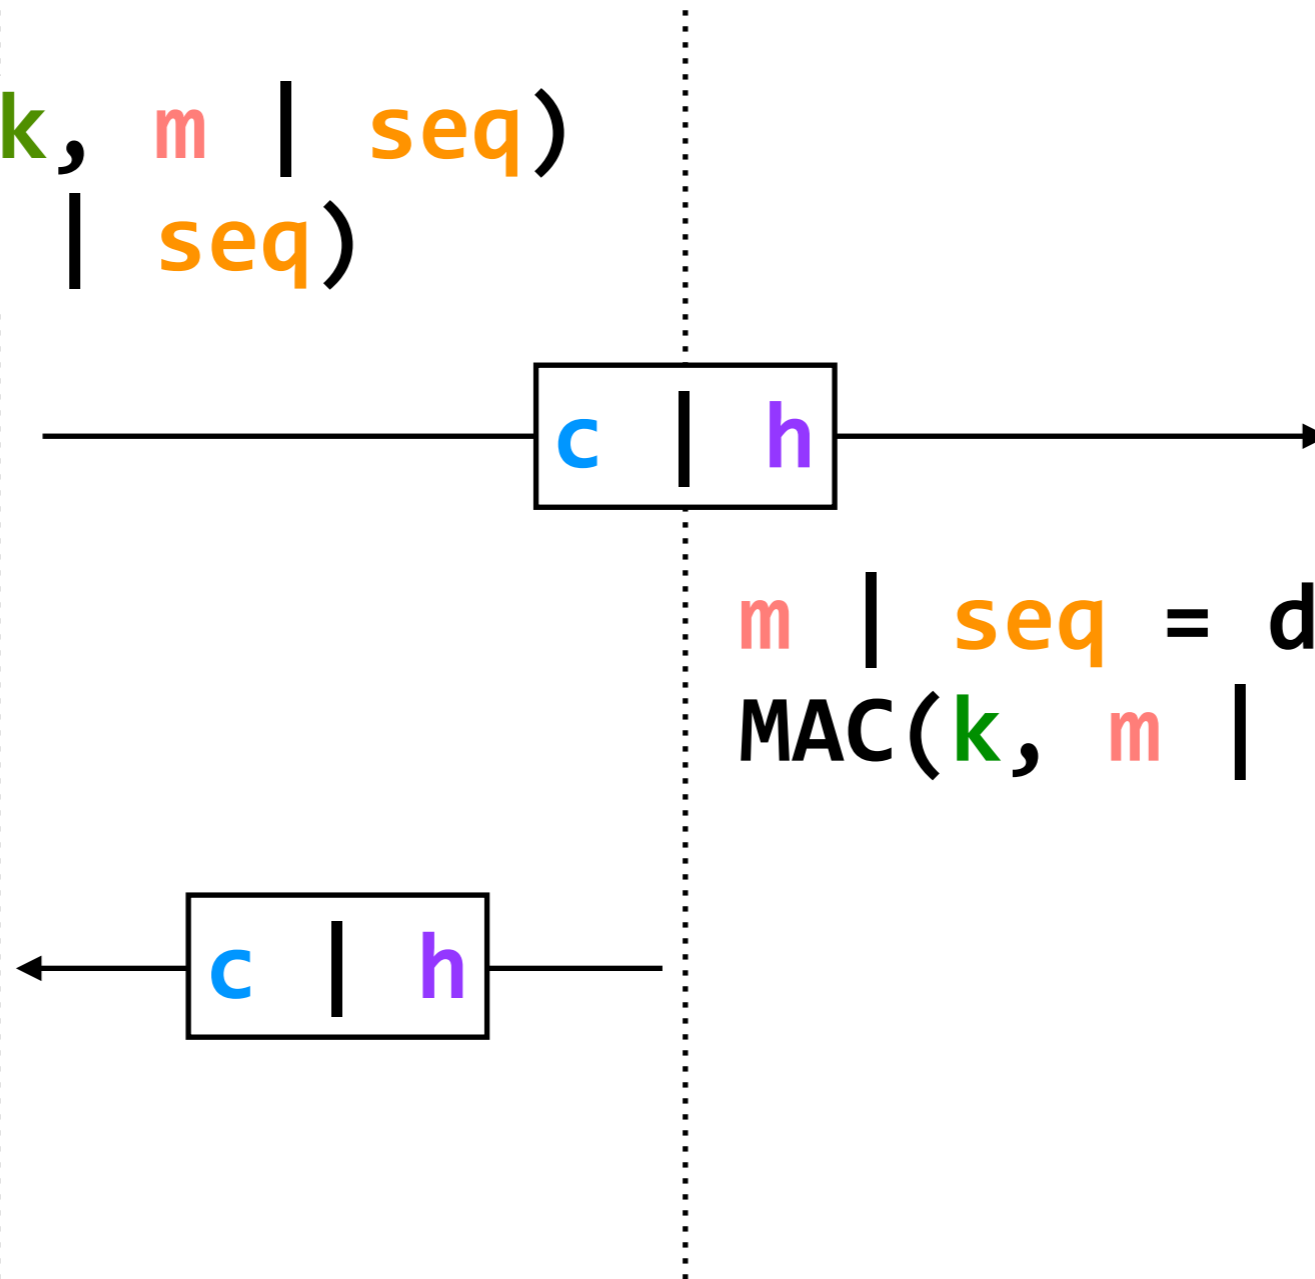 k, m | seq)
| seq)
c | h
m | seq = d
MAC(k, m |
c | h